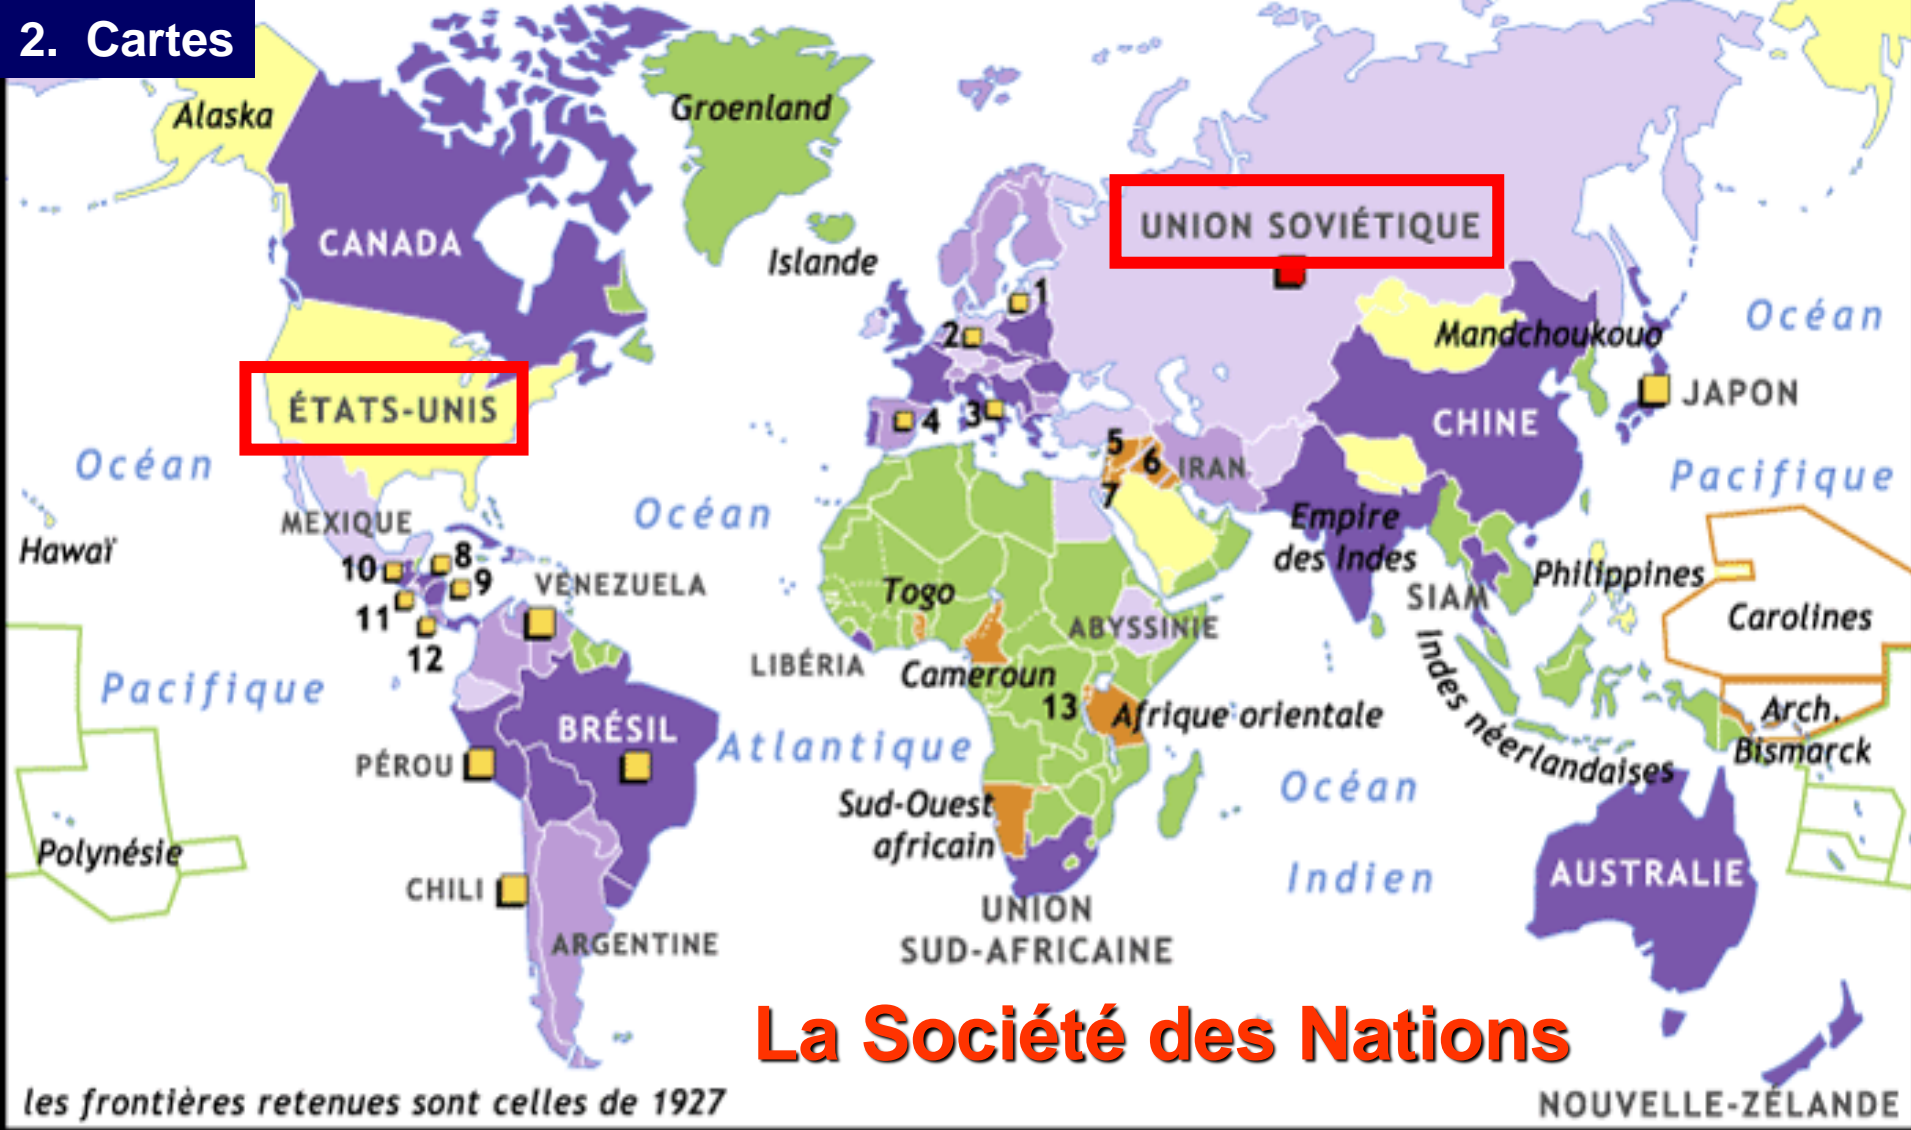 2. Cartes
Alaska
Groenland
CANADA
Islande
UNION SOVIÉTIQUE
1
2
Mandchoukouo
Océan
ÉTATS-UNIS
3
4
JAPON
CHINE
Océan
5
6
IRAN
7
Pacifique
Océan
MEXIQUE
Empire
des Indes
Hawaï
10
8
9
VENEZUELA
Togo
SIAM
Philippines
11
12
LIBÉRIA
ABYSSINIE
Carolines
Pacifique
Cameroun
13
Afrique orientale
Indes néerlandaises
Arch.
Bismarck
BRÉSIL
Atlantique
PÉROU
Océan
Sud-Ouest
africain
Polynésie
Indien
AUSTRALIE
CHILI
UNION
SUD-AFRICAINE
ARGENTINE
La Société des Nations
les frontières retenues sont celles de 1927
NOUVELLE-ZÉLANDE